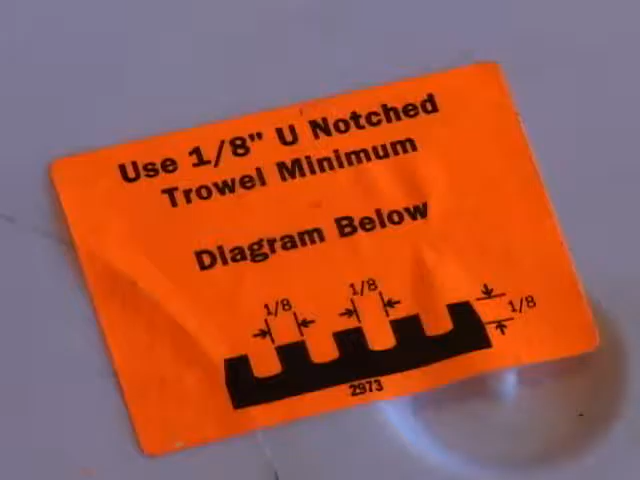 Use 1/8" U Notched
Trowel Minimum
Diagram Below
1/8
1/8
1/8
2973